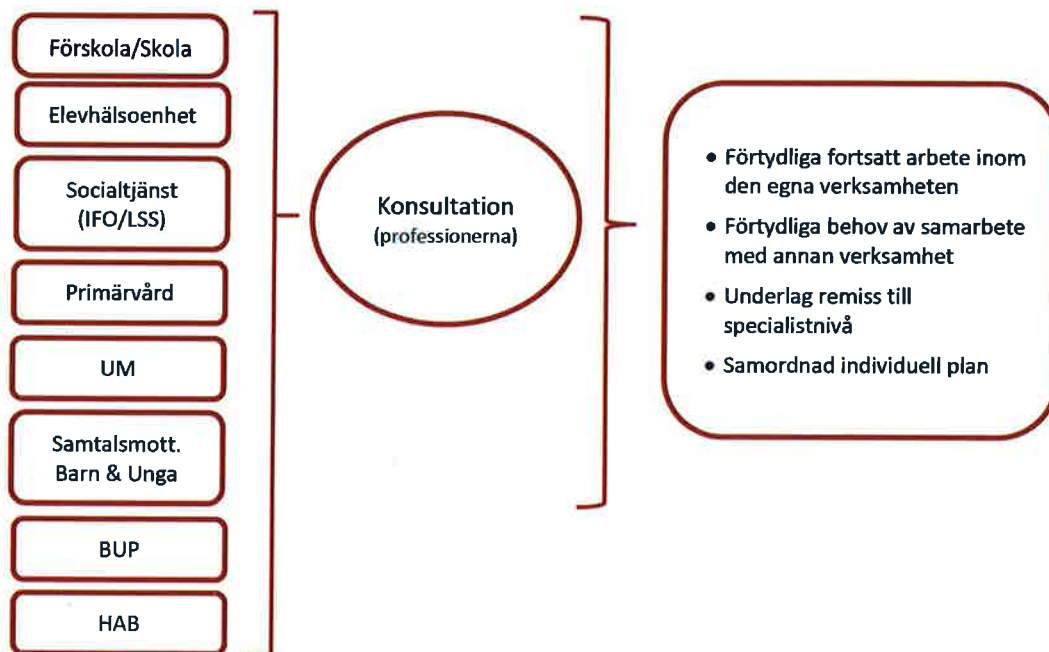 Förskola/Skola
Elevhälsoenhet
Socialtjänst
(IFO/LSS)
Primärvård
UM
Samtalsmott.
Barn & Unga
BUP
HAB
Konsultation
(professionerna)
• Förtydliga fortsatt arbete inom
den egna verksamheten
• Förtydliga behov av samarbete
med annan verksamhet
• Underlag remiss till
specialistnivå
• Samordnad individuell plan